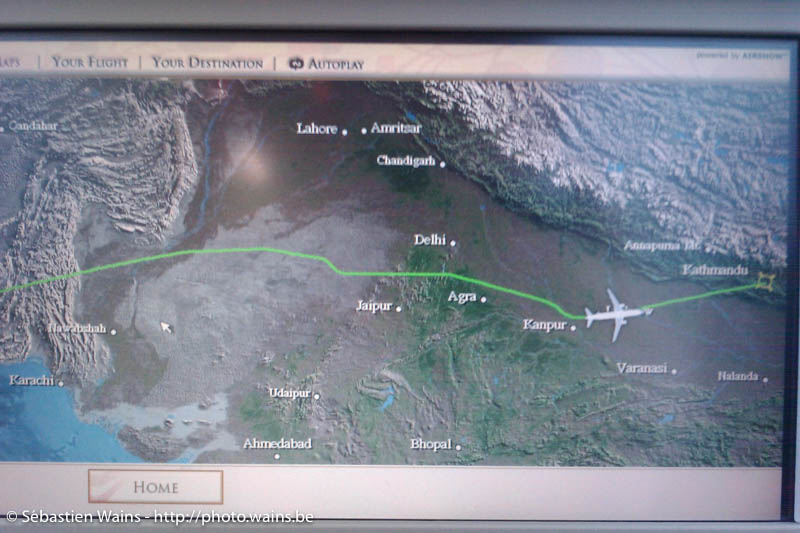 Your Flight | Your Destination | Autoplay
powered by AIRSHOW
Candahar
Lahore Amritsar
Chandigarh
Delhi
Annapurna Mt.
Kathmandu
Agra
Jaipur
Kanpur
Nawabshah
Varanasi
Nalanda
Karachi
Udaipur
Ahmedabad
Bhopal
Home
© Sébastien Wains - http://photo.wains.be